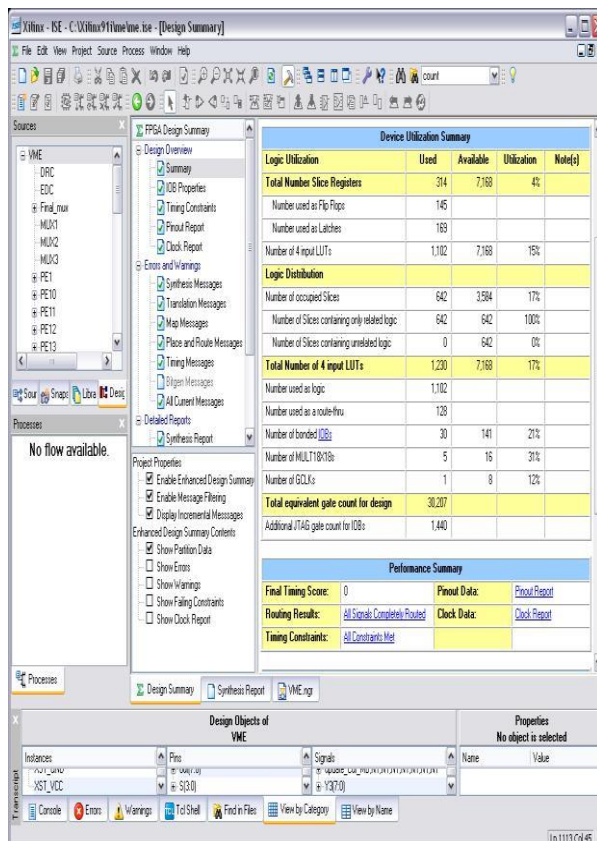 Xilinx - ISE - C:\Xilinx91i\me\me.ise - [Design Summary]
File Edit View Project Source Process Window Help
count
Sources
VME
DRC
EDC
Final_mux
MUX1
MUX2
MUX3
PE1
PE10
PE11
PE12
PE13
Sour Snaps Libra Desig
Processes
No flow available.
Processes
FPGA Design Summary
Design Overview
Summary
IOB Properties
Timing Constraints
Pinout Report
Clock Report
Errors and Warnings
Synthesis Messages
Translation Messages
Map Messages
Place and Route Messages
Timing Messages
Bitgen Messages
All Current Messages
Detailed Reports
Synthesis Report
Project Properties
Enable Enhanced Design Summary
Enable Message Filtering
Display Incremental Messsages
Enhanced Design Summary Contents
Show Partition Data
Show Errors
Show Warnings
Show Failing Constraints
Show Clock Report
Device Utilization Summary
Logic Utilization Used Available Utilization Note(s)
Total Number Slice Registers 314 7,168 4%
Number used as Flip Flops 145
Number used as Latches 169
Number of 4 input LUTs 1,102 7,168 15%
Logic Distribution
Number of occupied Slices 642 3,584 17%
Number of Slices containing only related logic 642 642 100%
Number of Slices containing unrelated logic 0 642 0%
Total Number of 4 input LUTs 1,230 7,168 17%
Number used as logic 1,102
Number used as a route-thru 128
Number of bonded IOBs 30 141 21%
Number of MULT18X18s 5 16 31%
Number of GCLKs 1 8 12%
Total equivalent gate count for design 30,207
Additional JTAG gate count for IOBs 1,440
Performance Summary
Final Timing Score: 0 Pinout Data: Pinout Report
Routing Results: All Signals Completely Routed Clock Data: Clock Report
Timing Constraints: All Constraints Met
Design Summary Synthesis Report VME.ngr
Design Objects of
VME
Properties
No object is selected
Instances Pins Signals Name Value
XST_GND
XST_VCC S(3:0) Y3(7:0)
Transcript
Console Errors Warnings Tcl Shell Find in Files View by Category View by Name
Ln 1113 Col 45